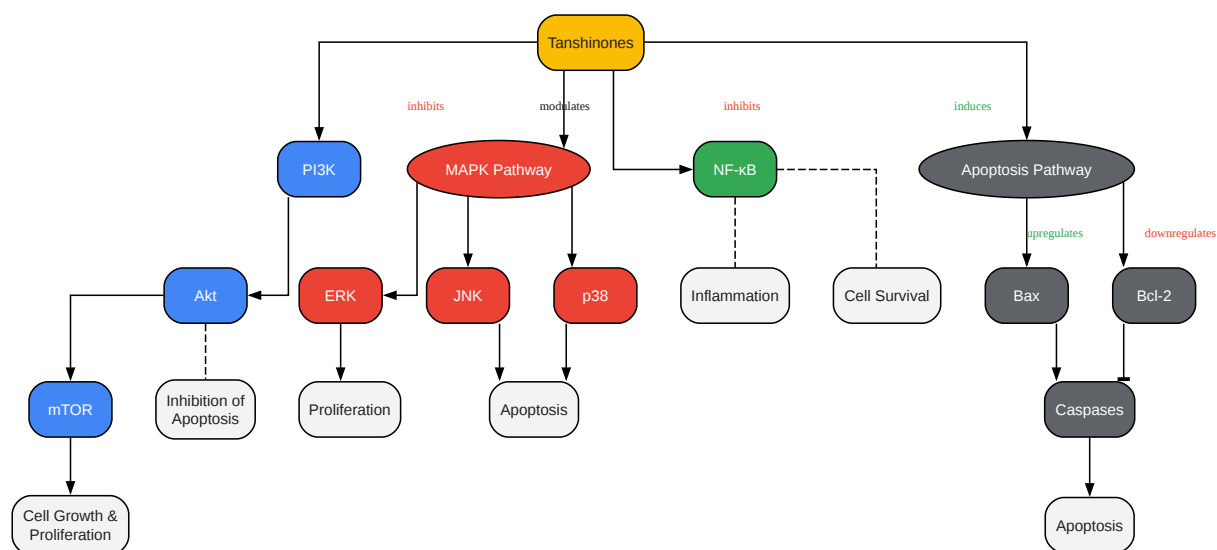 Tanshinones
inhibits
modulates
inhibits
induces
PI3K
MAPK Pathway
NF-κB
Apoptosis Pathway
upregulates
downregulates
Akt
ERK
JNK
p38
Inflammation
Cell Survival
Bax
Bcl-2
mTOR
Inhibition of
Apoptosis
Proliferation
Apoptosis
Caspases
Cell Growth &
Proliferation
Apoptosis